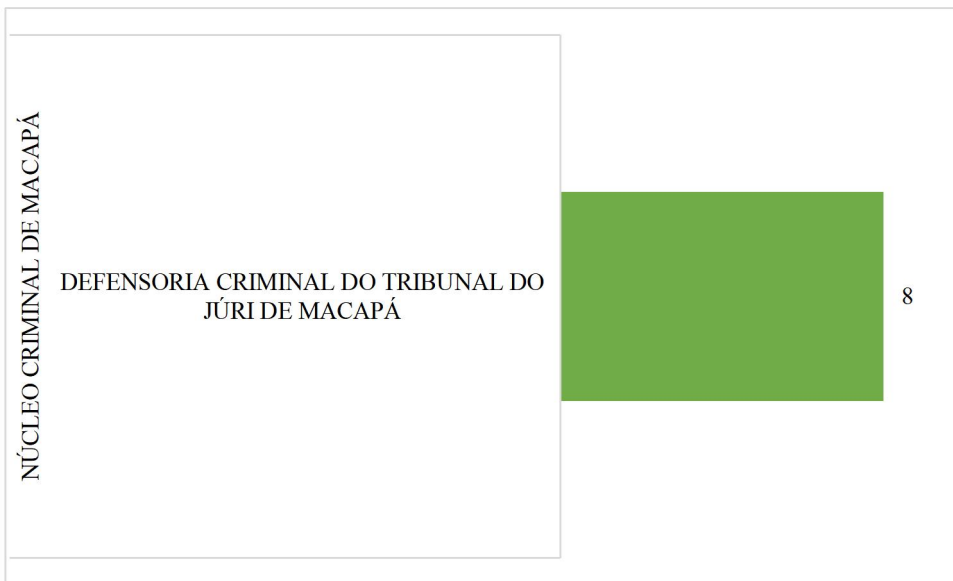 NÚCLEO CRIMINAL DE MACAPÁ
DEFENSORIA CRIMINAL DO TRIBUNAL DO
JÚRI DE MACAPÁ
8